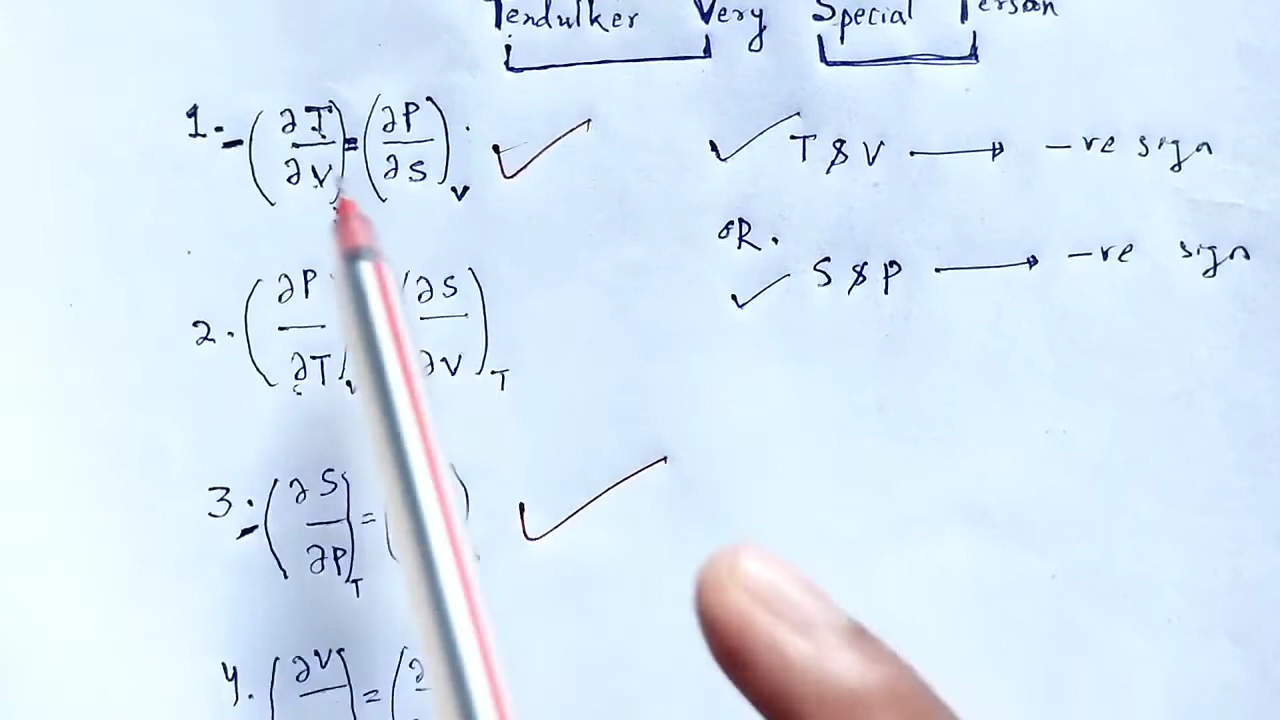 Tendulker Very Special Person
1. -(∂T/∂V) = (∂P/∂S)V ✓
✓ T & V → -ve sign
OR.
✓ S & P → -ve sign
2. (∂P/∂T) (∂S/∂V)T
3. -(∂S/∂P)T = ( ) ✓
4. (∂V = (∂